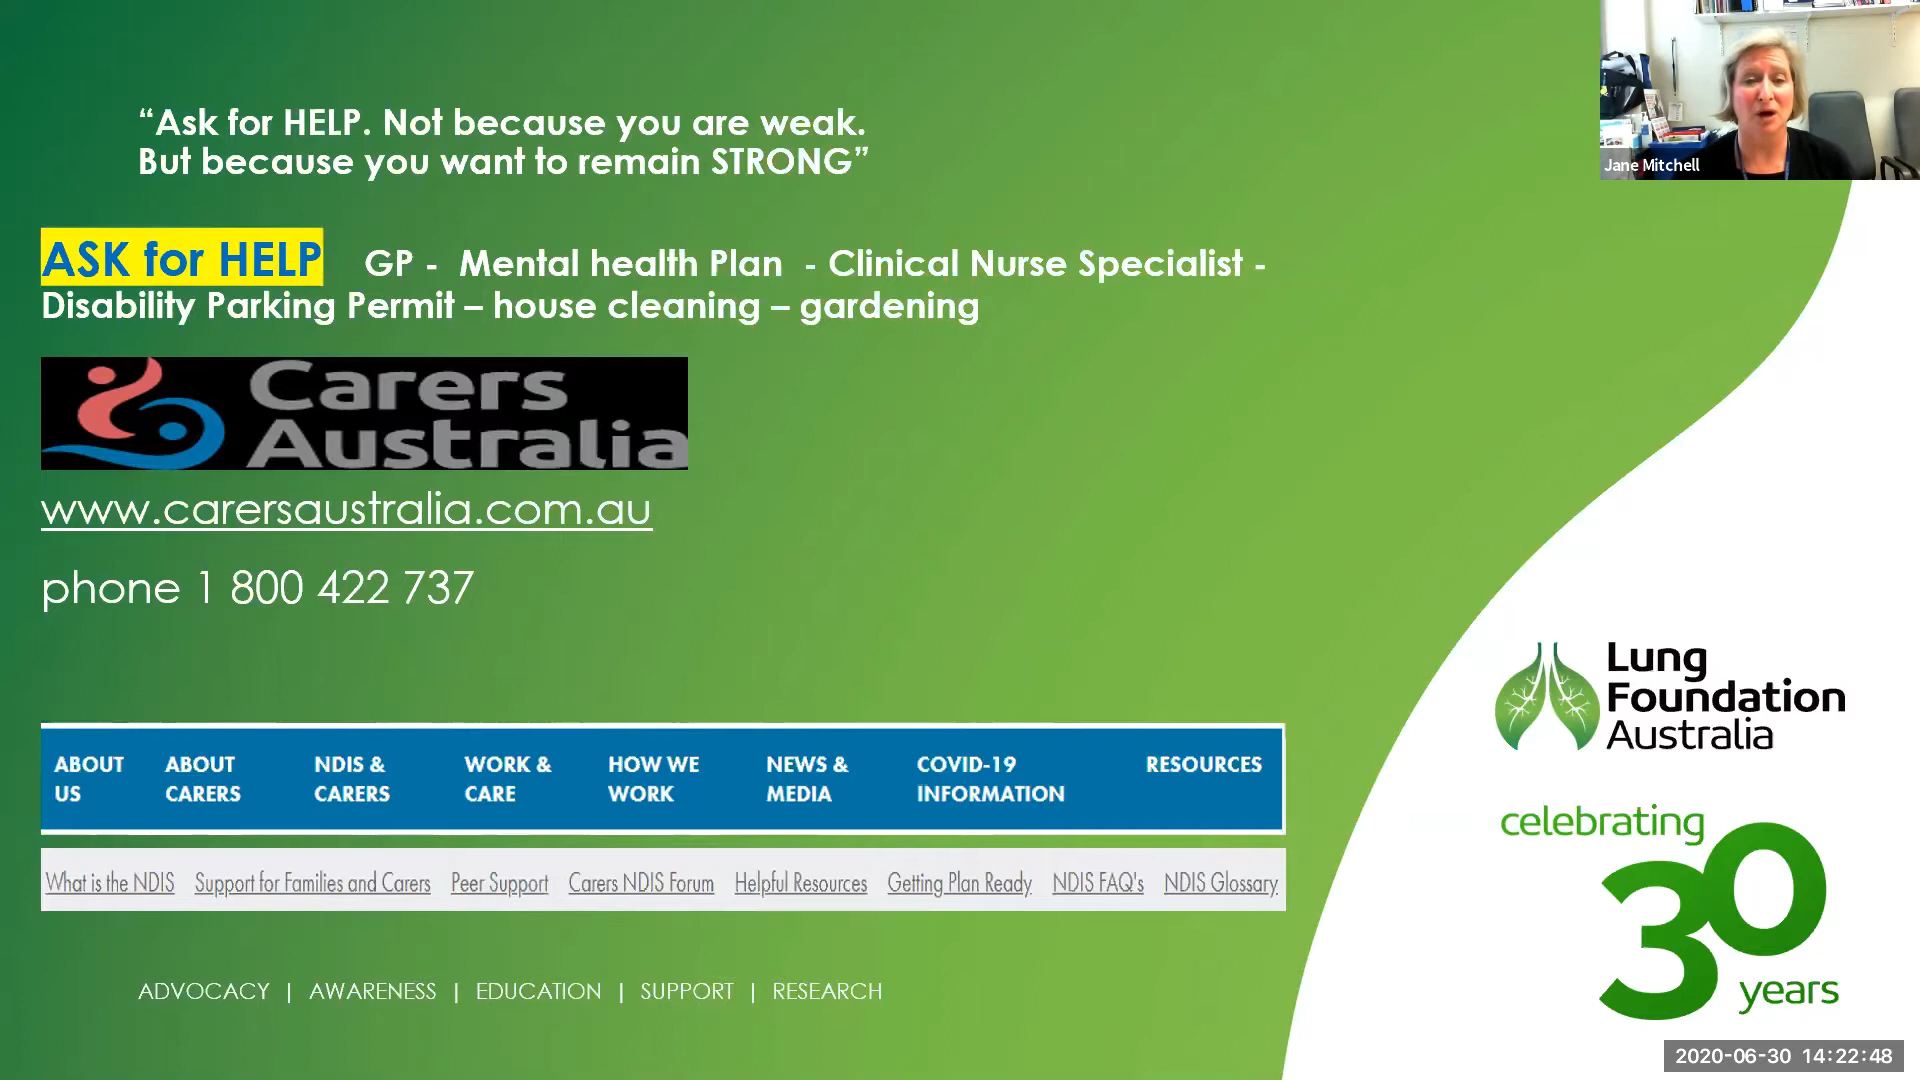 “Ask for HELP. Not because you are weak.
But because you want to remain STRONG”
Jane Mitchell
ASK for HELP GP - Mental health Plan - Clinical Nurse Specialist -
Disability Parking Permit – house cleaning – gardening
Carers
Australia
www.carersaustralia.com.au
phone 1 800 422 737
Lung
Foundation
Australia
ABOUT US
ABOUT CARERS
NDIS & CARERS
WORK & CARE
HOW WE WORK
NEWS & MEDIA
COVID-19 INFORMATION
RESOURCES
celebrating
30
years
What is the NDIS Support for Families and Carers Peer Support Carers NDIS Forum Helpful Resources Getting Plan Ready NDIS FAQ's NDIS Glossary
ADVOCACY | AWARENESS | EDUCATION | SUPPORT | RESEARCH
2020-06-30 14:22:48